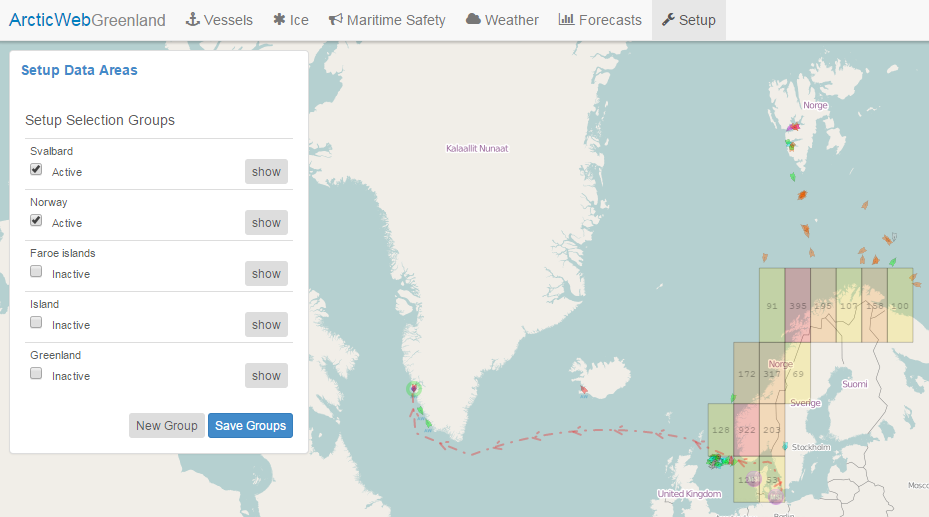 ArcticWebGreenland Vessels Ice Maritime Safety Weather Forecasts Setup
Setup Data Areas
Setup Selection Groups
Svalbard
Active show
Norway
Active show
Faroe islands
Inactive show
Island
Inactive show
Greenland
Inactive show
New Group Save Groups
Norge
Kalaallit Nunaat
91 395 195 107 158 100
Norge
172 317 69
Suomi
Sverige
128 922 203
Stockholm
53
United Kingdom
Mosco
Berlin